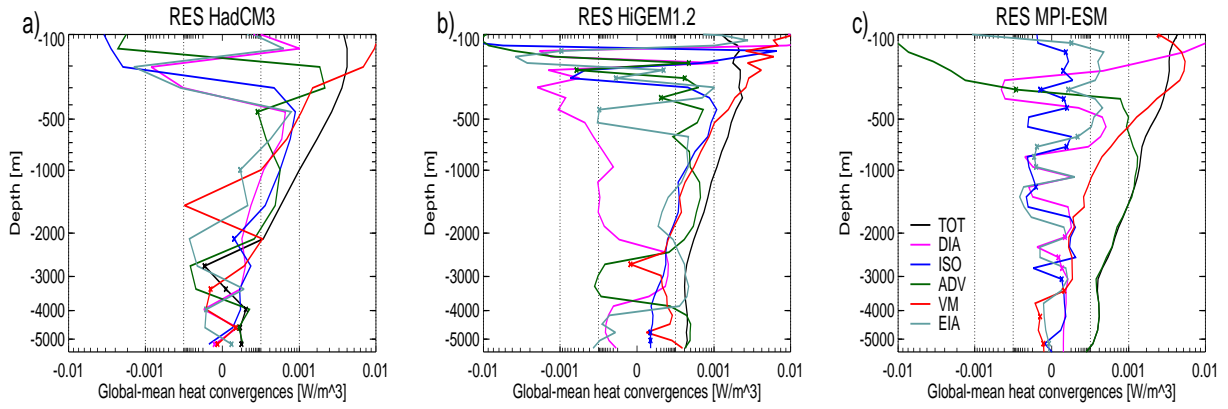 a) RES HadCM3
b) RES HiGEM1.2
c) RES MPI-ESM
-100
-500
-1000
-2000
-3000
-4000
-5000
Depth [m]
-0.01 -0.001 0 0.001 0.01
Global-mean heat convergences [W/m^3]
-100
-500
-1000
-2000
-3000
-4000
-5000
Depth [m]
-0.01 -0.001 0 0.001 0.01
Global-mean heat convergences [W/m^3]
-100
-500
-1000
-2000
-3000
-4000
-5000
Depth [m]
TOT
DIA
ISO
ADV
VM
EIA
-0.01 -0.001 0 0.001 0.01
Global-mean heat convergences [W/m^3]